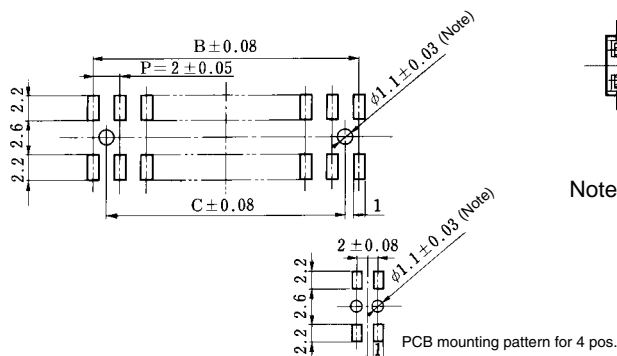 B±0.08
P=2±0.05
φ1.1±0.03 (Note)
2.2
2.6
2.2
C±0.08
1
Note
2±0.08
φ1.1±0.03 (Note)
2.2
2.6
2.2
1
PCB mounting pattern for 4 pos.